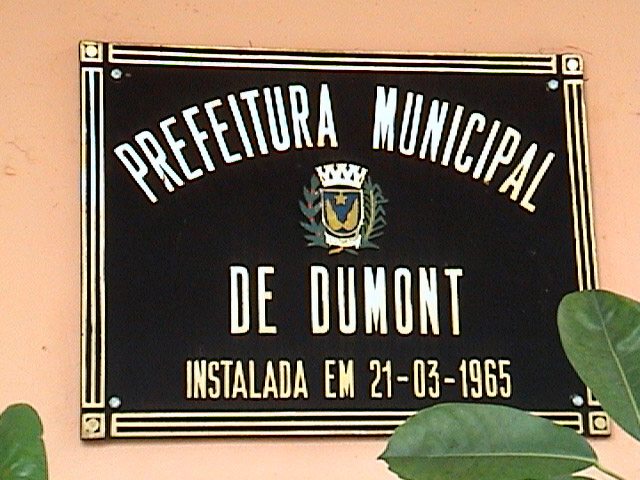 PREFEITURA MUNICIPAL
DE DUMONT
INSTALADA EM 21-03-1965